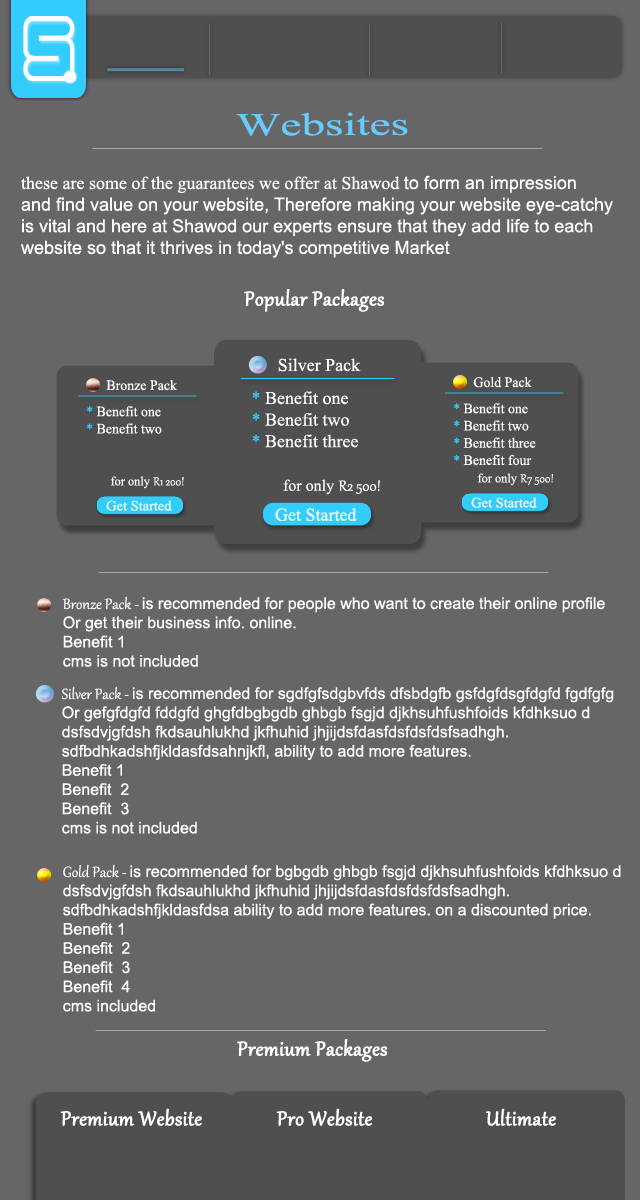 S
Websites
these are some of the guarantees we offer at Shawod to form an impression
and find value on your website, Therefore making your website eye-catchy
is vital and here at Shawod our experts ensure that they add life to each
website so that it thrives in today's competitive Market
Popular Packages
Bronze Pack
* Benefit one
* Benefit two
for only R1 200!
Get Started
Silver Pack
* Benefit one
* Benefit two
* Benefit three
for only R2 500!
Get Started
Gold Pack
* Benefit one
* Benefit two
* Benefit three
* Benefit four
for only R7 500!
Get Started
Bronze Pack - is recommended for people who want to create their online profile
Or get their business info. online.
Benefit 1
cms is not included
Silver Pack - is recommended for sgdfgfsdgbvfds dfsbdgfb gsfdgfdsgfdgfd fgdfgfg
Or gefgfdgfd fddgfd ghgfdbgbgdb ghbgb fsgjd djkhsuhfushfoids kfdhksuo d
dsfsdvjgfdsh fkdsauhlukhd jkfhuhid jhjijdsfdasfdsfdsfdsfsadhgh.
sdfbdhkadshfjkldasfdsahnjkfl, ability to add more features.
Benefit 1
Benefit 2
Benefit 3
cms is not included
Gold Pack - is recommended for bgbgdb ghbgb fsgjd djkhsuhfushfoids kfdhksuo d
dsfsdvjgfdsh fkdsauhlukhd jkfhuhid jhjijdsfdasfdsfdsfdsfsadhgh.
sdfbdhkadshfjkldasfdsa ability to add more features. on a discounted price.
Benefit 1
Benefit 2
Benefit 3
Benefit 4
cms included
Premium Packages
Premium Website
Pro Website
Ultimate